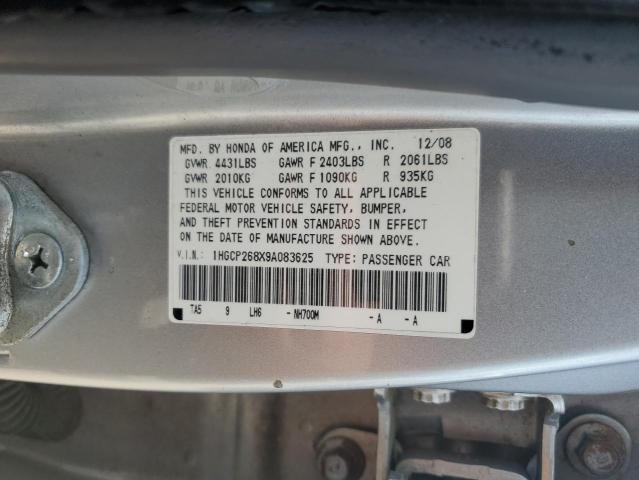 MFD. BY HONDA OF AMERICA MFG., INC. 12/08
GVWR 4431LBS GAWR F 2403LBS R 2061LBS
GVWR 2010KG GAWR F 1090KG R 935KG
THIS VEHICLE CONFORMS TO ALL APPLICABLE
FEDERAL MOTOR VEHICLE SAFETY, BUMPER,
AND THEFT PREVENTION STANDARDS IN EFFECT
ON THE DATE OF MANUFACTURE SHOWN ABOVE.
V.I.N: 1HGCP268X9A083625 TYPE: PASSENGER CAR
TA5 9 LH6 - NH700M - A - A